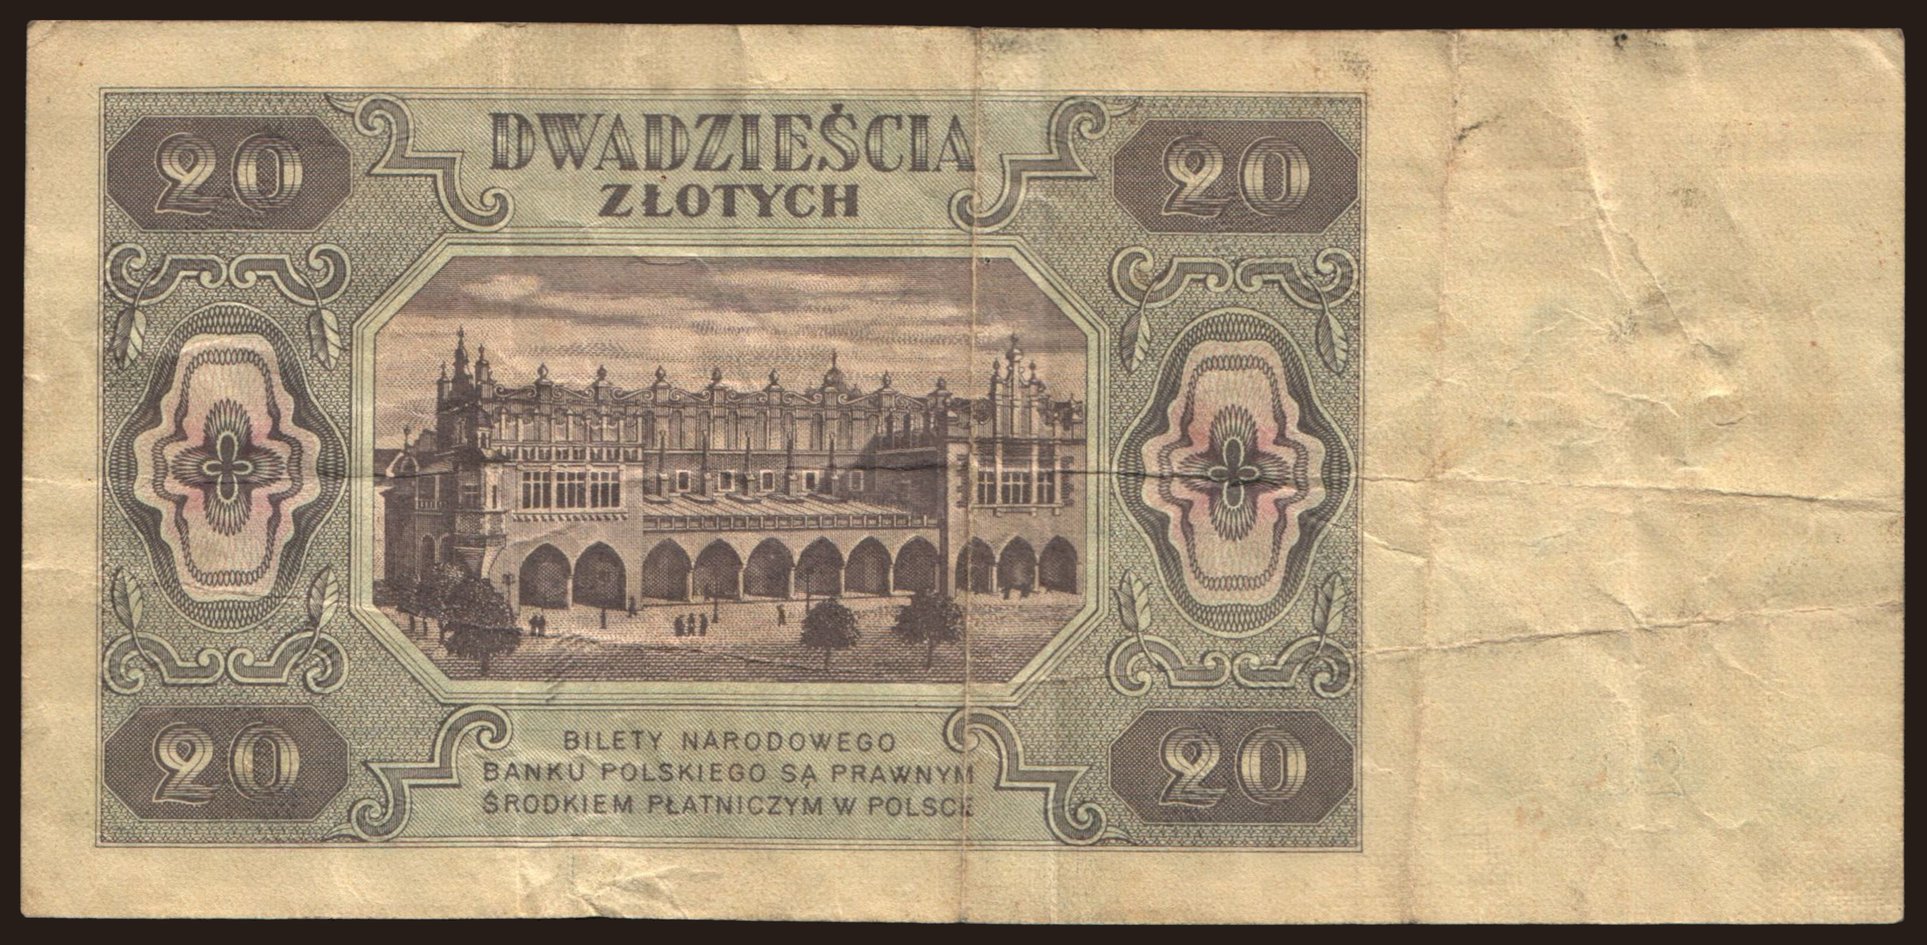 20
DWADZIEŚCIA
ZŁOTYCH
20
20
BILETY NARODOWEGO
BANKU POLSKIEGO SĄ PRAWNYM
ŚRODKIEM PŁATNICZYM W POLSCE
20